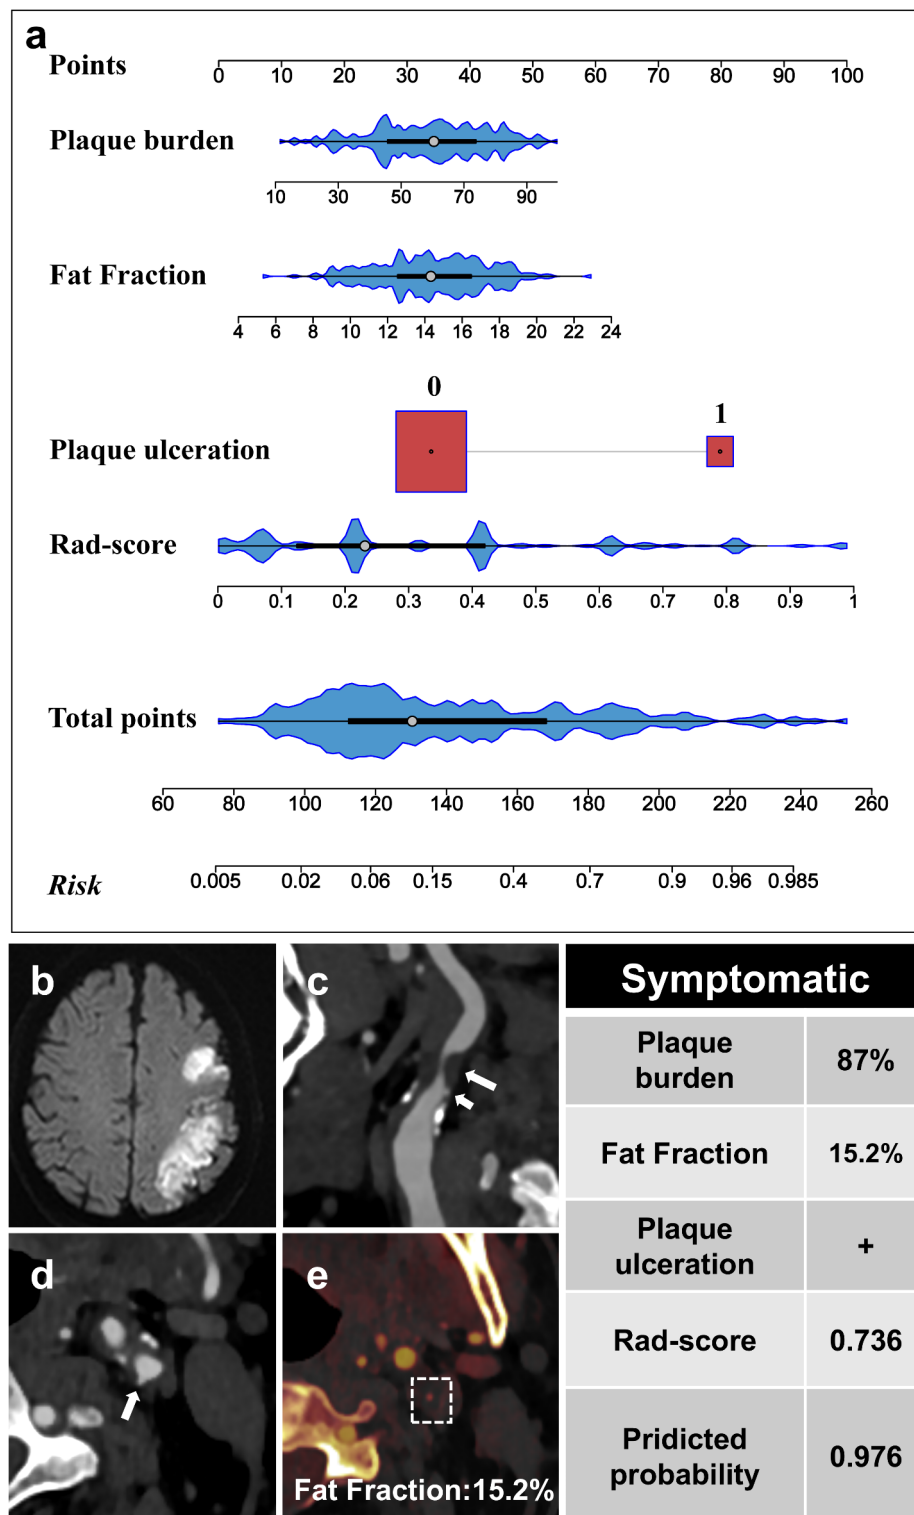 a
Points
0 10 20 30 40 50 60 70 80 90 100
Plaque burden
10 30 50 70 90
Fat Fraction
4 6 8 10 12 14 16 18 20 22 24
0
1
Plaque ulceration
Rad-score
0 0.1 0.2 0.3 0.4 0.5 0.6 0.7 0.8 0.9 1
Total points
60 80 100 120 140 160 180 200 220 240 260
Risk
0.005 0.02 0.06 0.15 0.4 0.7 0.9 0.96 0.985
b
c
d
e
Fat Fraction:15.2%
Symptomatic
Plaque
burden
87%
Fat Fraction
15.2%
Plaque
ulceration
+
Rad-score
0.736
Pridicted
probability
0.976